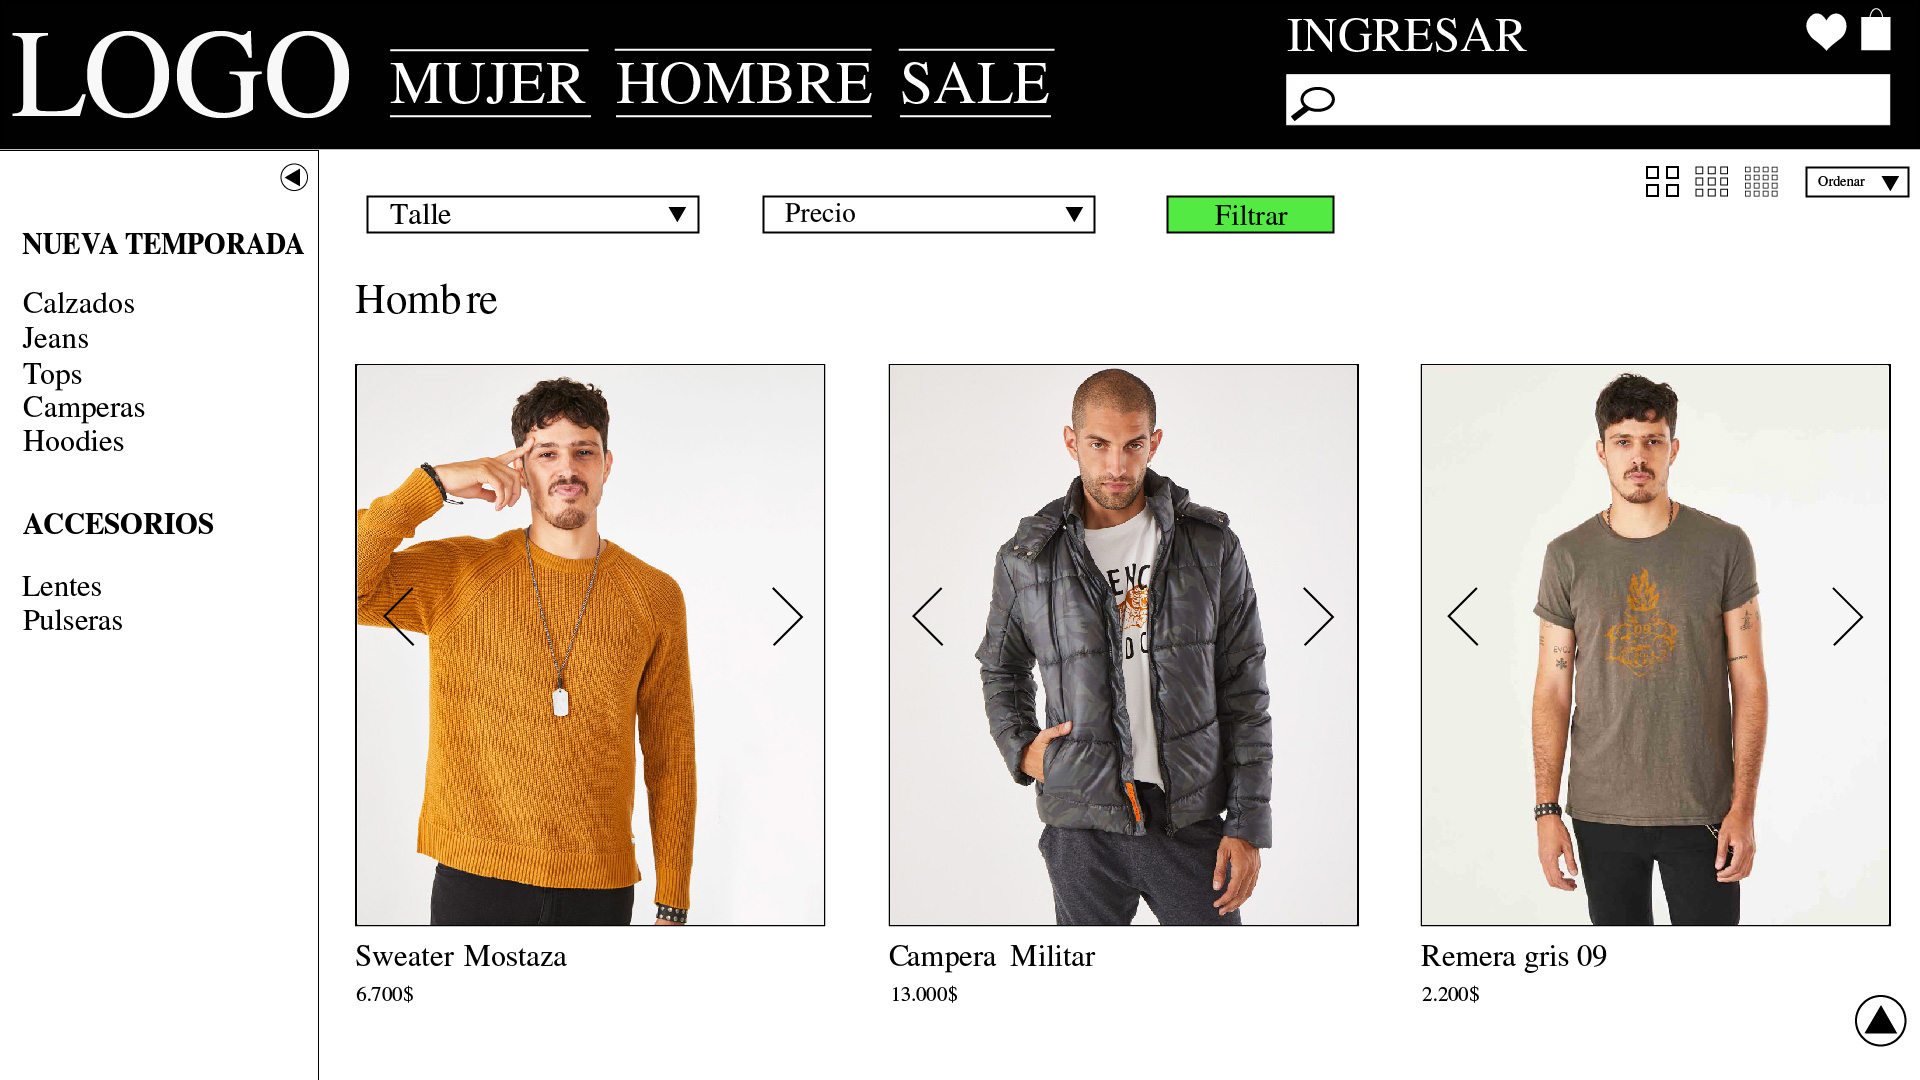 LOGO
MUJER
HOMBRE
SALE
INGRESAR
Talle
Precio
Filtrar
Ordenar
NUEVA TEMPORADA
Calzados
Jeans
Tops
Camperas
Hoodies
ACCESORIOS
Lentes
Pulseras
Hombre
09
Sweater Mostaza
6.700$
Campera Militar
13.000$
Remera gris 09
2.200$